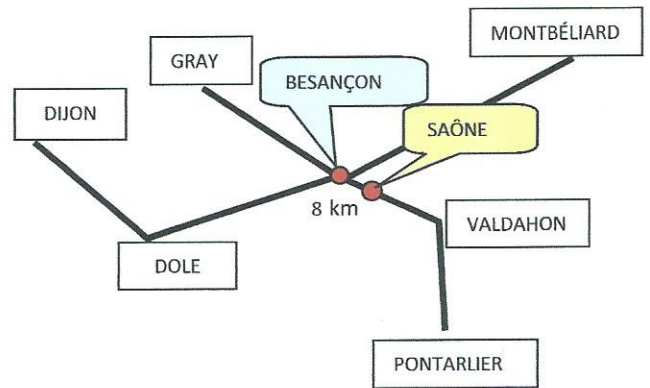 MONTBÉLIARD
GRAY
BESANÇON
DIJON
SAÔNE
8 km
VALDAHON
DOLE
PONTARLIER